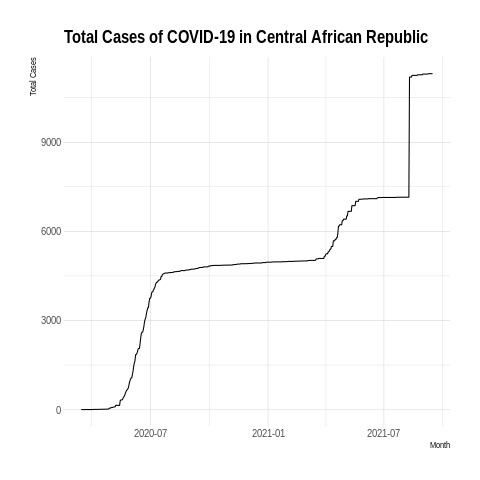 Total Cases of COVID-19 in Central African Republic
Total Cases
9000
6000
3000
0
2020-07
2021-01
2021-07
Month